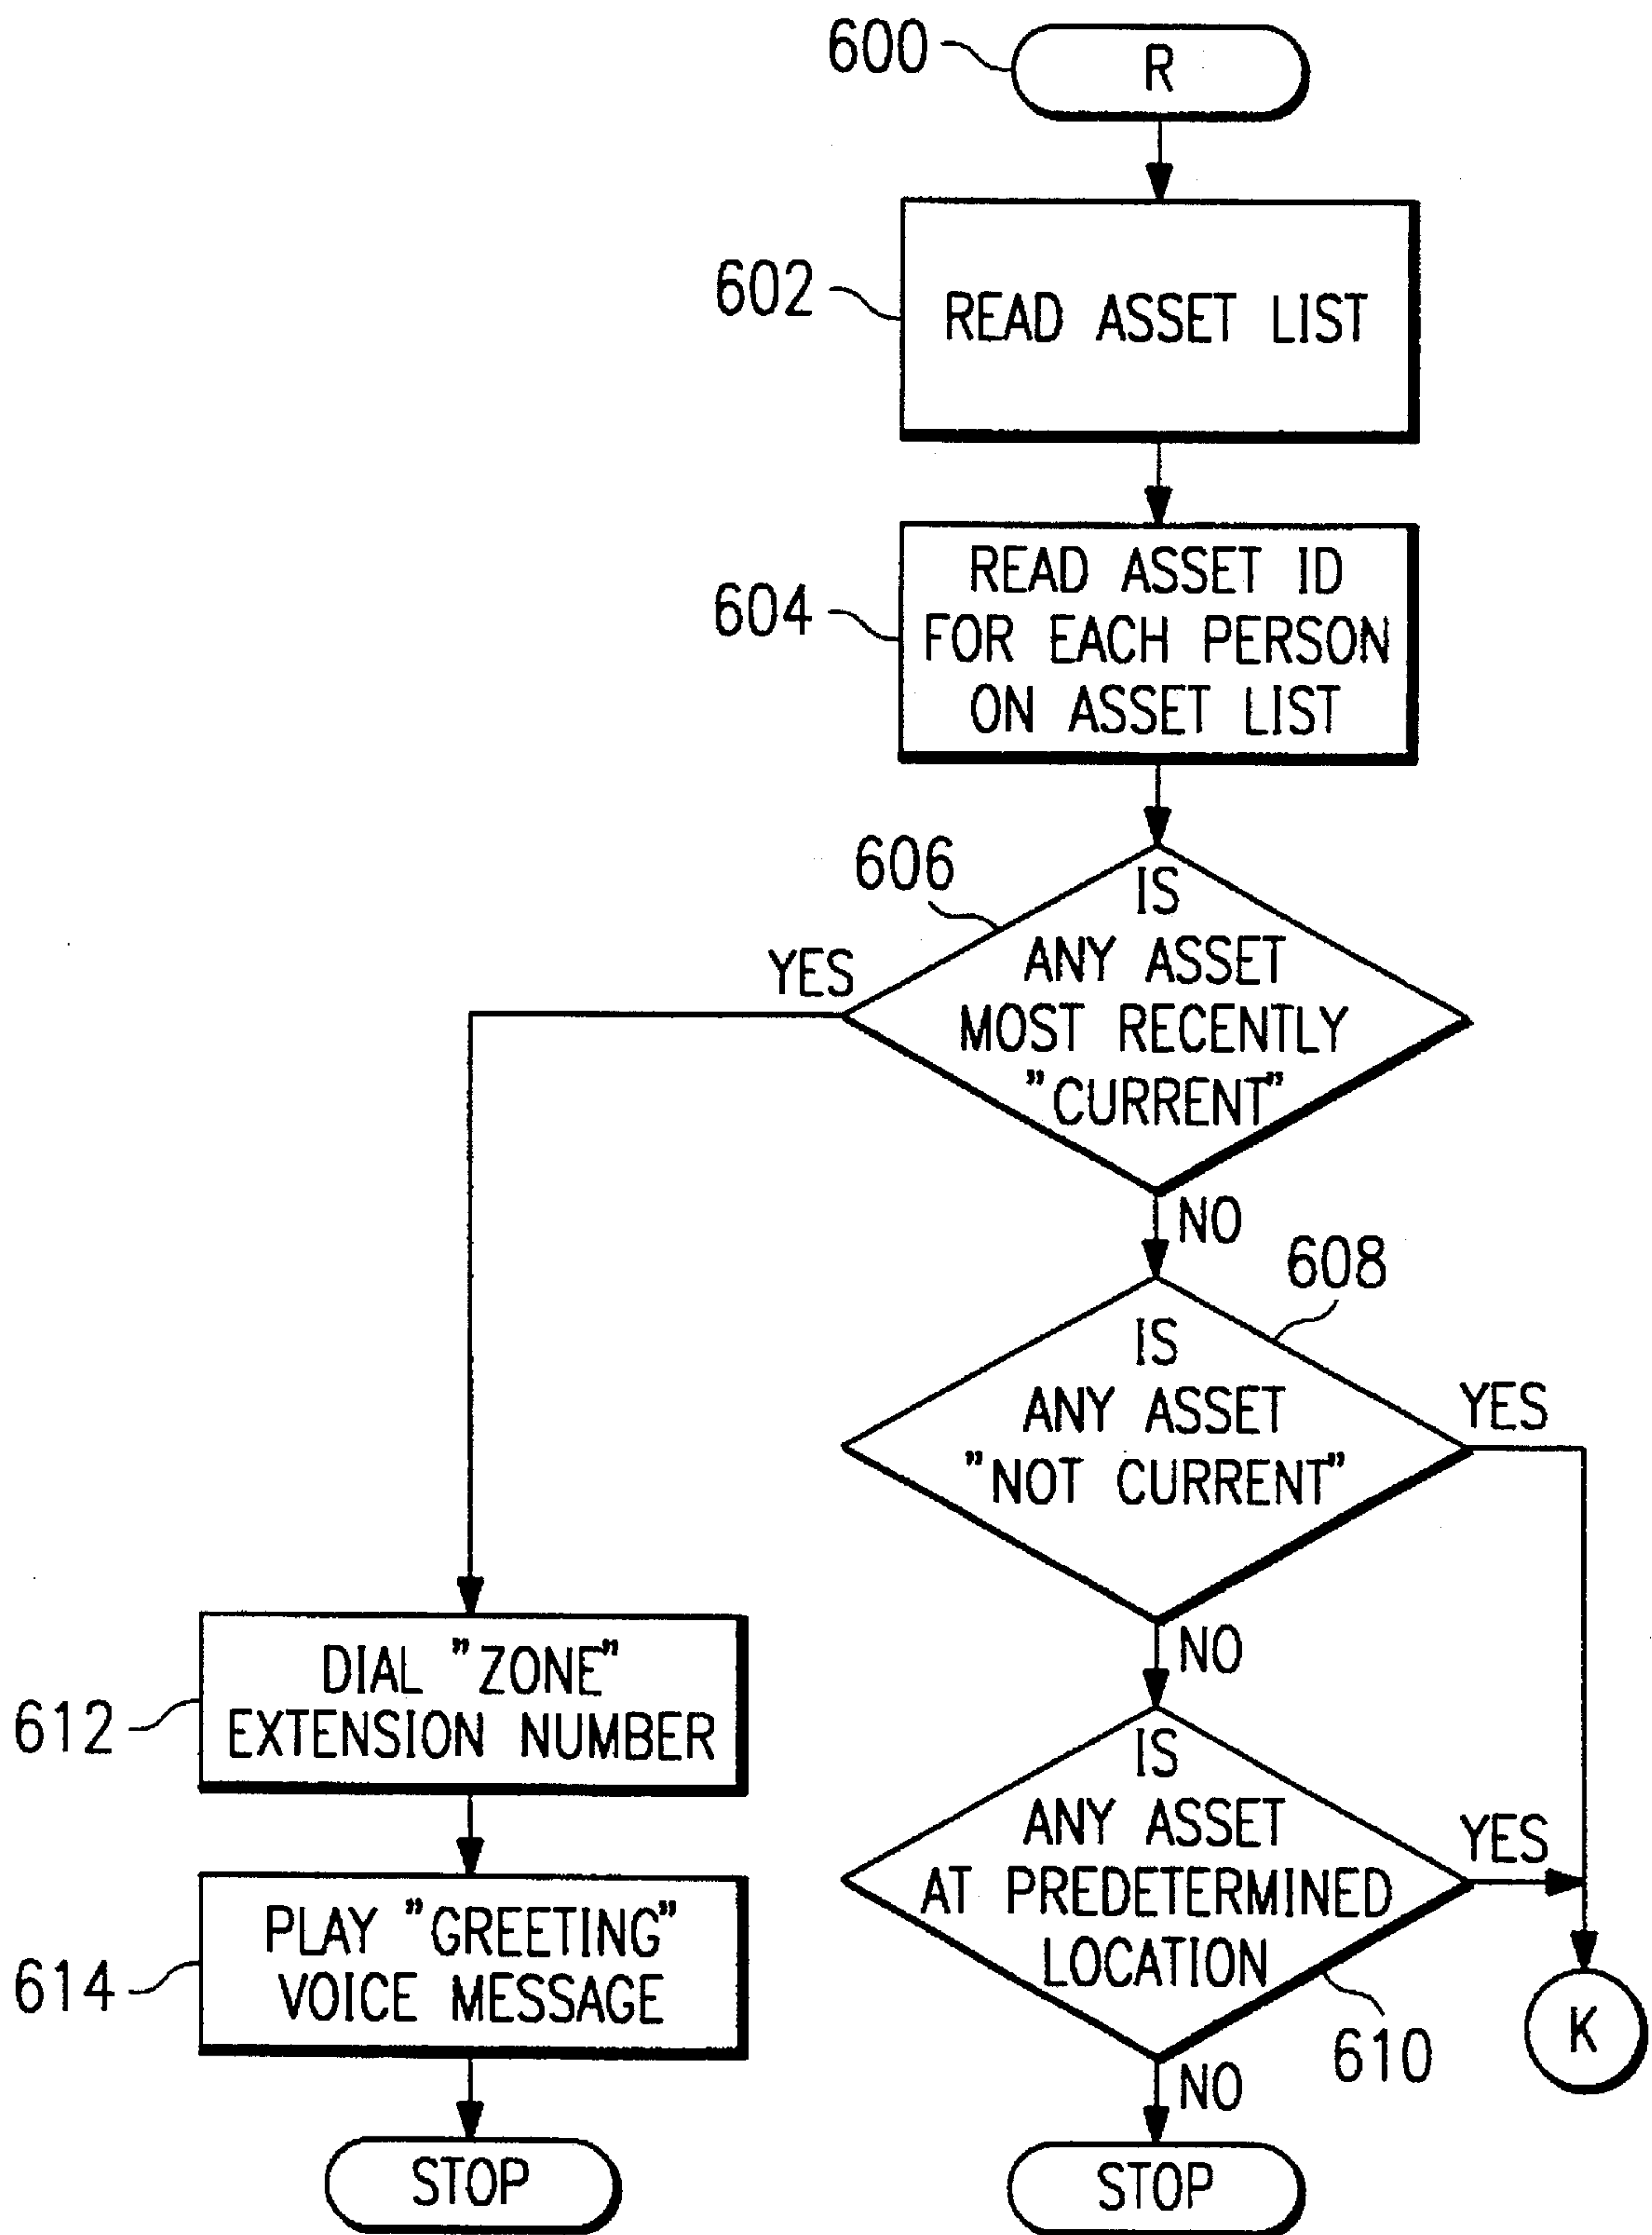 600
R
602
READ ASSET LIST
604
READ ASSET ID
FOR EACH PERSON
ON ASSET LIST
606
IS
ANY ASSET
MOST RECENTLY
"CURRENT"
YES
NO
608
IS
ANY ASSET
"NOT CURRENT"
YES
NO
IS
ANY ASSET
AT PREDETERMINED
LOCATION
YES
610
K
NO
STOP
612
DIAL "ZONE"
EXTENSION NUMBER
614
PLAY "GREETING"
VOICE MESSAGE
STOP